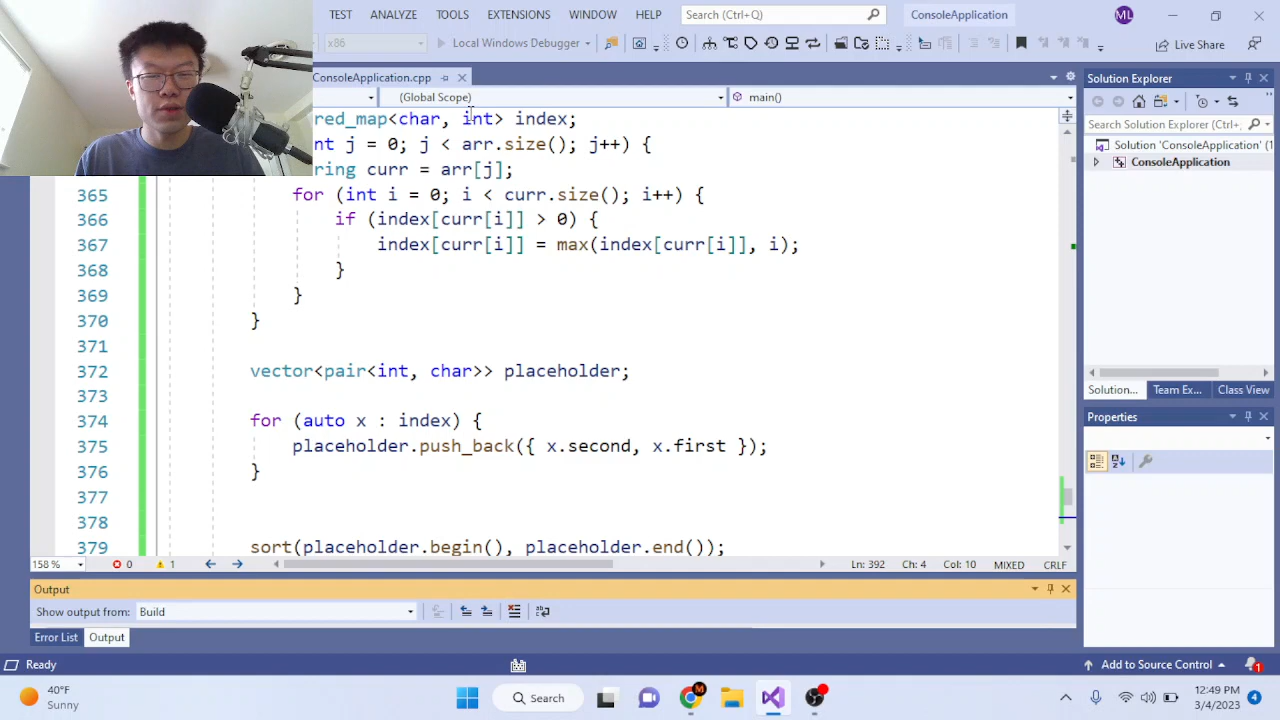 TEST ANALYZE TOOLS EXTENSIONS WINDOW HELP Search (Ctrl+Q) ConsoleApplication ML
x86 Local Windows Debugger Live Share
ConsoleApplication.cpp
(Global Scope) main()
red_map<char, int> index;
nt j = 0; j < arr.size(); j++) {
ring curr = arr[j];
365 for (int i = 0; i < curr.size(); i++) {
366 if (index[curr[i]] > 0) {
367 index[curr[i]] = max(index[curr[i]], i);
368 }
369 }
370 }
371
372 vector<pair<int, char>> placeholder;
373
374 for (auto x : index) {
375 placeholder.push_back({ x.second, x.first });
376 }
377
378
379 sort(placeholder.begin(), placeholder.end());
158 % 0 1 Ln: 392 Ch: 4 Col: 10 MIXED CRLF
Output
Show output from: Build
Error List Output
Solution Explorer
Search Solution Explorer (Ctrl+
Solution 'ConsoleApplication' (1
ConsoleApplication
Solution... Team Ex... Class View
Properties
Ready Add to Source Control 1
40°F
Sunny
Search
M
12:49 PM
3/4/2023
4